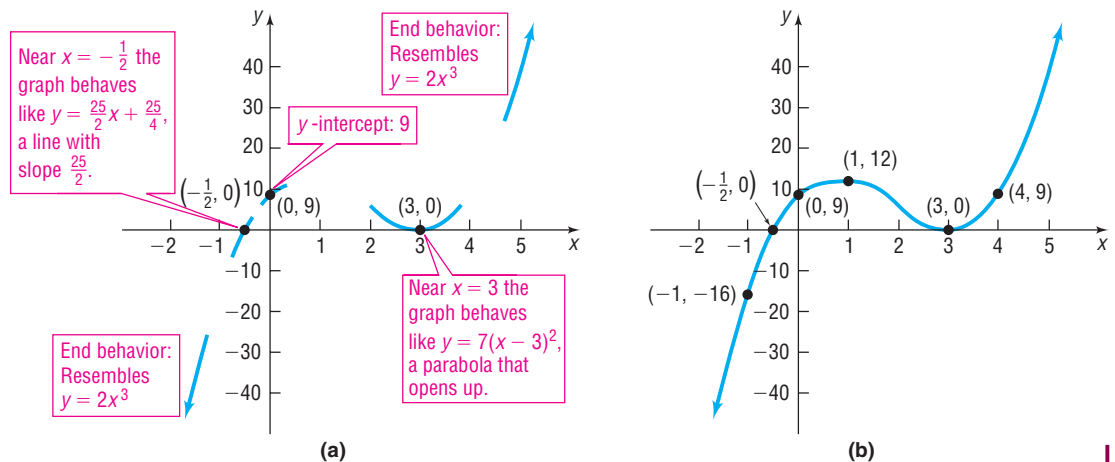 Near x = −1/2 the
graph behaves
like y = 25/2 x + 25/4,
a line with
slope 25/2.
End behavior:
Resembles
y = 2x³
y-intercept: 9
y
40
30
20
10
−10
−20
−30
−40
−2
−1
1
2
3
4
5
x
(−1/2, 0)
(0, 9)
(3, 0)
Near x = 3 the
graph behaves
like y = 7(x − 3)²,
a parabola that
opens up.
End behavior:
Resembles
y = 2x³
(a)
y
40
30
20
10
−10
−20
−30
−40
−2
−1
1
2
3
4
5
x
(1, 12)
(−1/2, 0)
(0, 9)
(3, 0)
(4, 9)
(−1, −16)
(b)